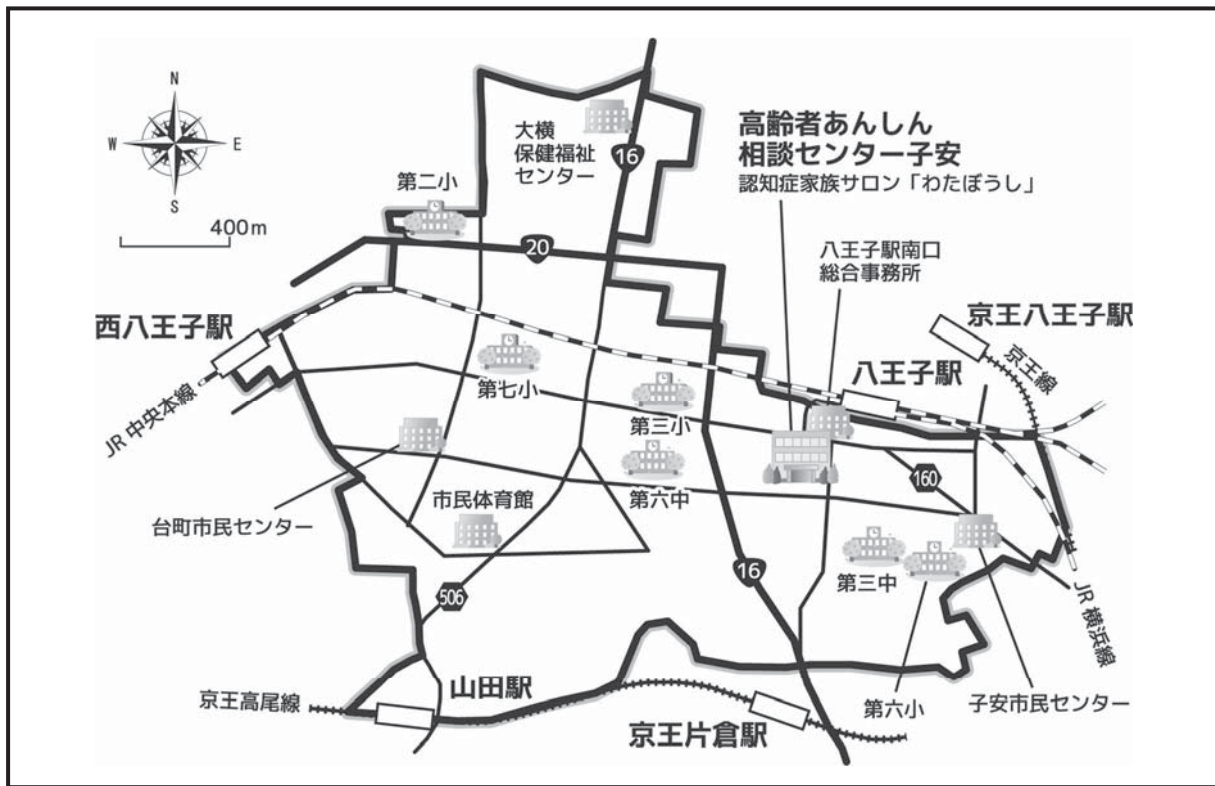 N
W
E
S
400m
大横
保健福祉
センター
16
高齢者あんしん
相談センター子安
認知症家族サロン「わたぼうし」
第二小
20
八王子駅南口
総合事務所
西八王子駅
京王八王子駅
京王線
第七小
八王子駅
JR中央本線
第三小
第六中
160
台町市民センター
市民体育館
506
16
第三中
JR横浜線
京王高尾線
山田駅
京王片倉駅
第六小
子安市民センター